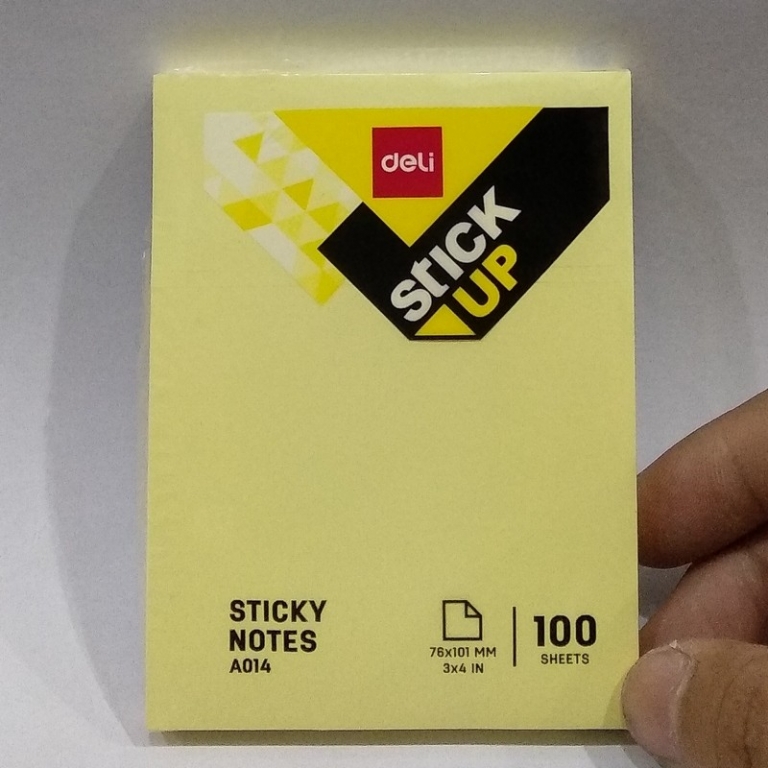 deli
STICK
UP
STICKY
NOTES
A014
76x101 MM
3x4 IN
100
SHEETS